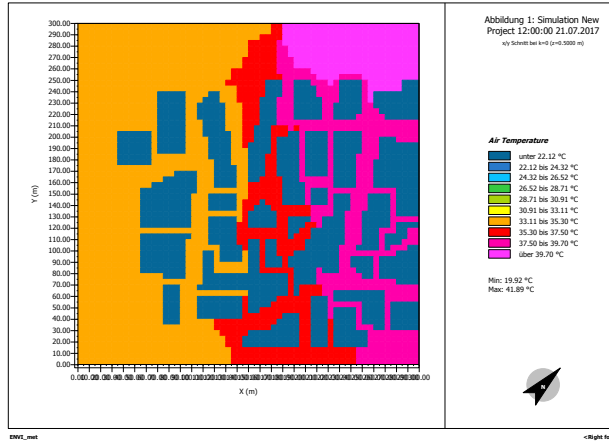 Abbildung 1: Simulation New
Project 12:00:00 21.07.2017
x/y Schnitt bei k=0 (z=0.5000 m)
300.00
290.00
280.00
270.00
260.00
250.00
240.00
230.00
220.00
210.00
200.00
190.00
180.00
170.00
160.00
150.00
140.00
130.00
120.00
110.00
100.00
90.00
80.00
70.00
60.00
50.00
40.00
30.00
20.00
10.00
0.00
Y (m)
X (m)
Air Temperature
unter 22.12 °C
22.12 bis 24.32 °C
24.32 bis 26.52 °C
26.52 bis 28.71 °C
28.71 bis 30.91 °C
30.91 bis 33.11 °C
33.11 bis 35.30 °C
35.30 bis 37.50 °C
37.50 bis 39.70 °C
über 39.70 °C
Min: 19.92 °C
Max: 41.89 °C
N
ENVI_met
<Right fo